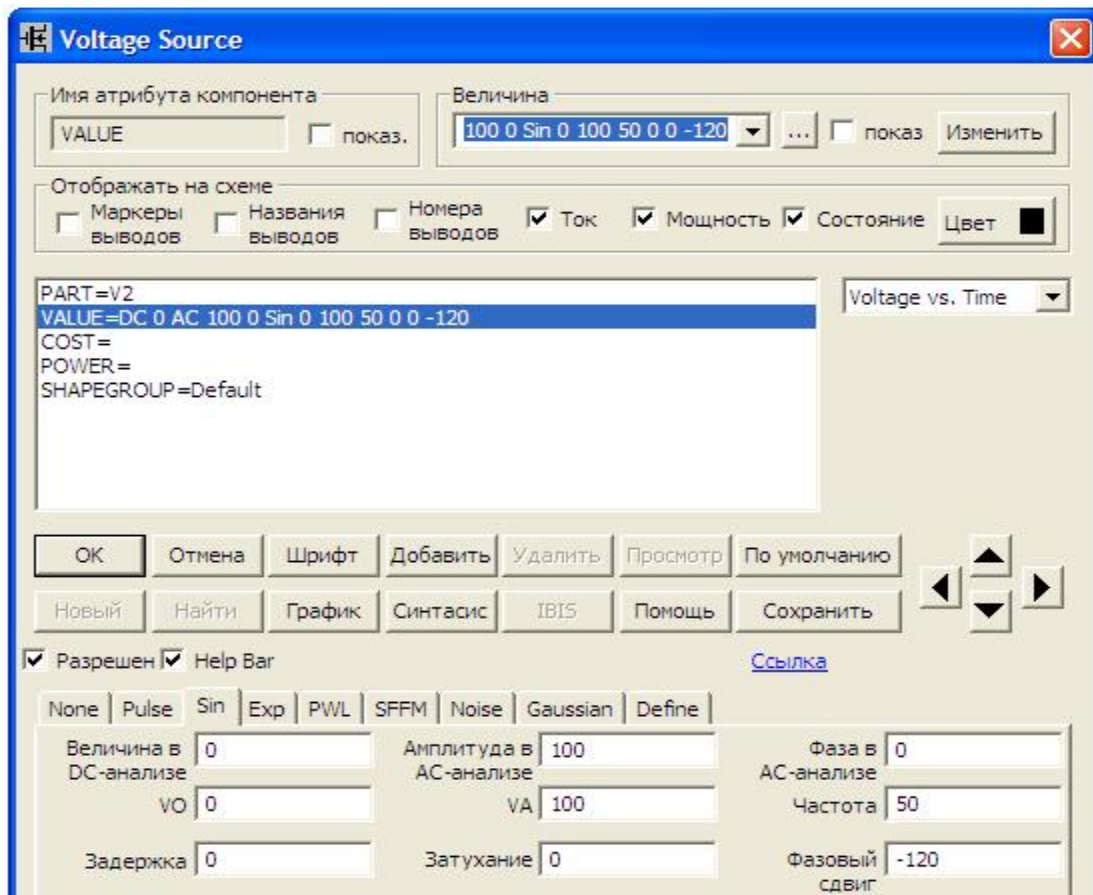 Voltage Source
Имя атрибута компонента
VALUE
показ.
Величина
100 0 Sin 0 100 50 0 0 -120
...
показ
Изменить
Отображать на схеме
Маркеры выводов
Названия выводов
Номера выводов
Ток
Мощность
Состояние
Цвет
PART=V2
VALUE=DC 0 AC 100 0 Sin 0 100 50 0 0 -120
COST=
POWER=
SHAPEGROUP=Default
Voltage vs. Time
OK
Отмена
Шрифт
Добавить
Удалить
Просмотр
По умолчанию
Новый
Найти
График
Синтасис
IBIS
Помощь
Сохранить
Разрешен
Help Bar
Ссылка
None
Pulse
Sin
Exp
PWL
SFFM
Noise
Gaussian
Define
Величина в DC-анализе
0
Амплитуда в AC-анализе
100
Фаза в AC-анализе
0
VO
0
VA
100
Частота
50
Задержка
0
Затухание
0
Фазовый сдвиг
-120